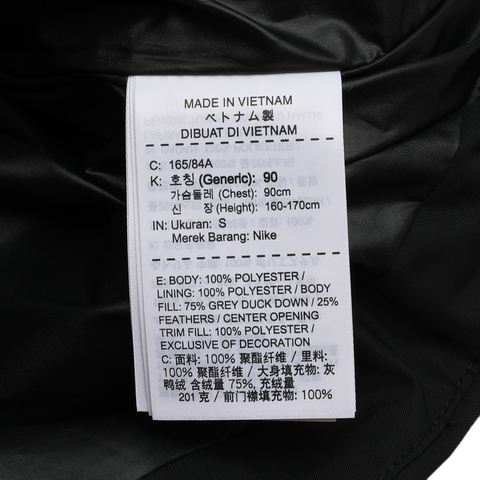 MADE IN VIETNAM
ベトナム製
DIBUAT DI VIETNAM
C: 165/84A
K: 호칭 (Generic): 90
가슴둘레 (Chest): 90cm
신 장 (Height): 160-170cm
IN: Ukuran: S
Merek Barang: Nike
E: BODY: 100% POLYESTER /
LINING: 100% POLYESTER / BODY
FILL: 75% GREY DUCK DOWN / 25%
FEATHERS / CENTER OPENING
TRIM FILL: 100% POLYESTER /
EXCLUSIVE OF DECORATION
C: 面料: 100% 聚酯纤维 / 里料:
100% 聚酯纤维 / 大身填充物: 灰
鸭绒 含绒量 75%, 充绒量
201 克 / 前门襟填充物: 100%